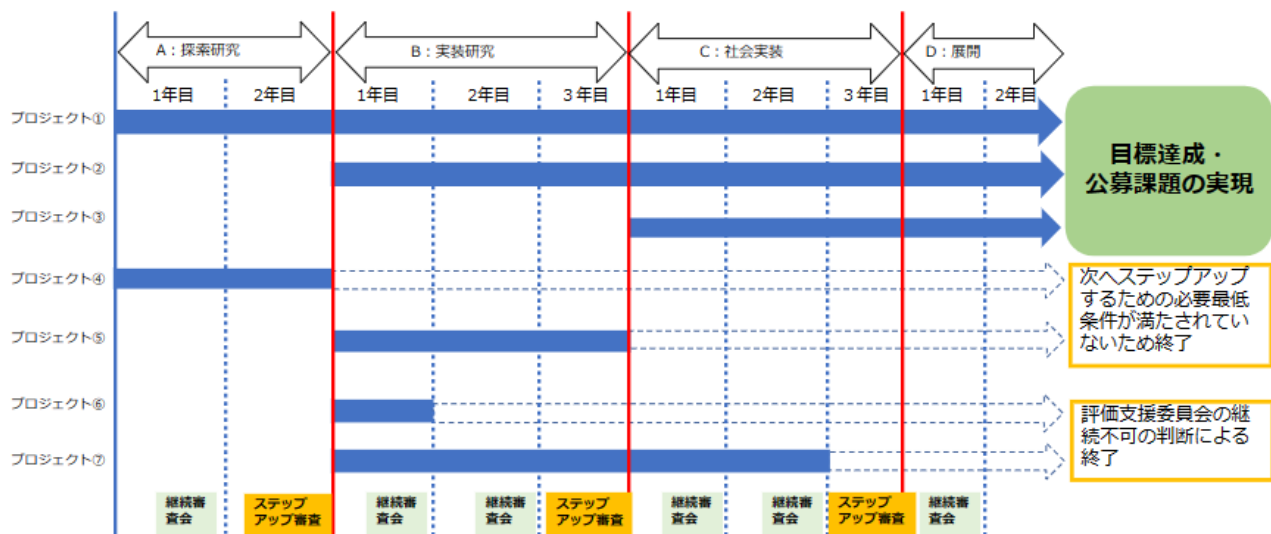 A：探索研究
B：実装研究
C：社会実装
D：展開
1年目
2年目
1年目
2年目
３年目
1年目
2年目
３年目
1年目
2年目
プロジェクト①
プロジェクト②
プロジェクト③
プロジェクト④
プロジェクト⑤
プロジェクト⑥
プロジェクト⑦
目標達成・
公募課題の実現
次へステップアップ
するための必要最低
条件が満たされてい
ないため終了
評価支援委員会の継
続不可の判断による
終了
継続審
査会
ステップ
アップ審査
継続審
査会
継続審
査会
ステップ
アップ審査
継続審
査会
継続審
査会
ステップ
アップ審査
継続審
査会